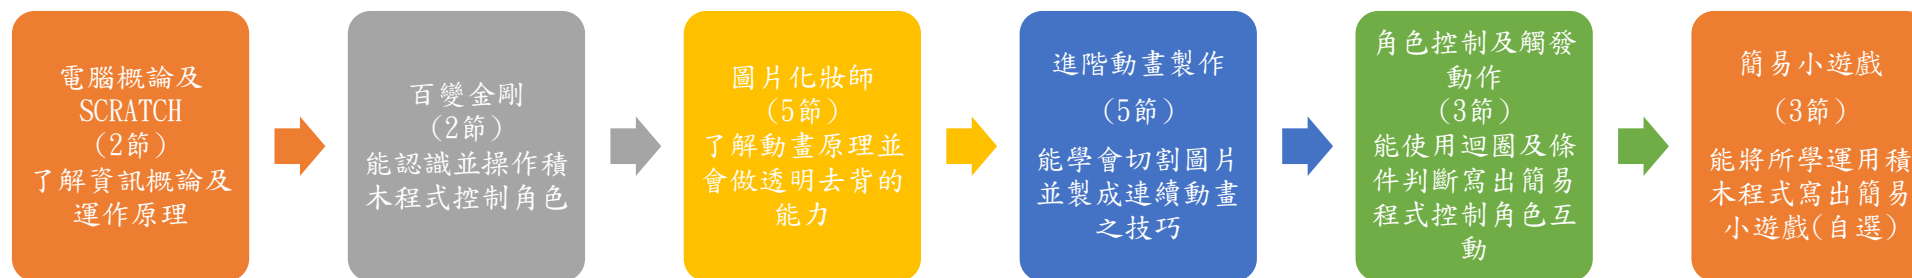 電腦概論及
SCRATCH
(2節)
了解資訊概論及
運作原理
百變金剛
(2節)
能認識並操作積
木程式控制角色
圖片化妝師
(5節)
了解動畫原理並
會做透明去背的
能力
進階動畫製作
(5節)
能學會切割圖片
並製成連續動畫
之技巧
角色控制及觸發
動作
(3節)
能使用迴圈及條
件判斷寫出簡易
程式控制角色互
動
簡易小遊戲
(3節)
能將所學運用積
木程式寫出簡易
小遊戲(自選)